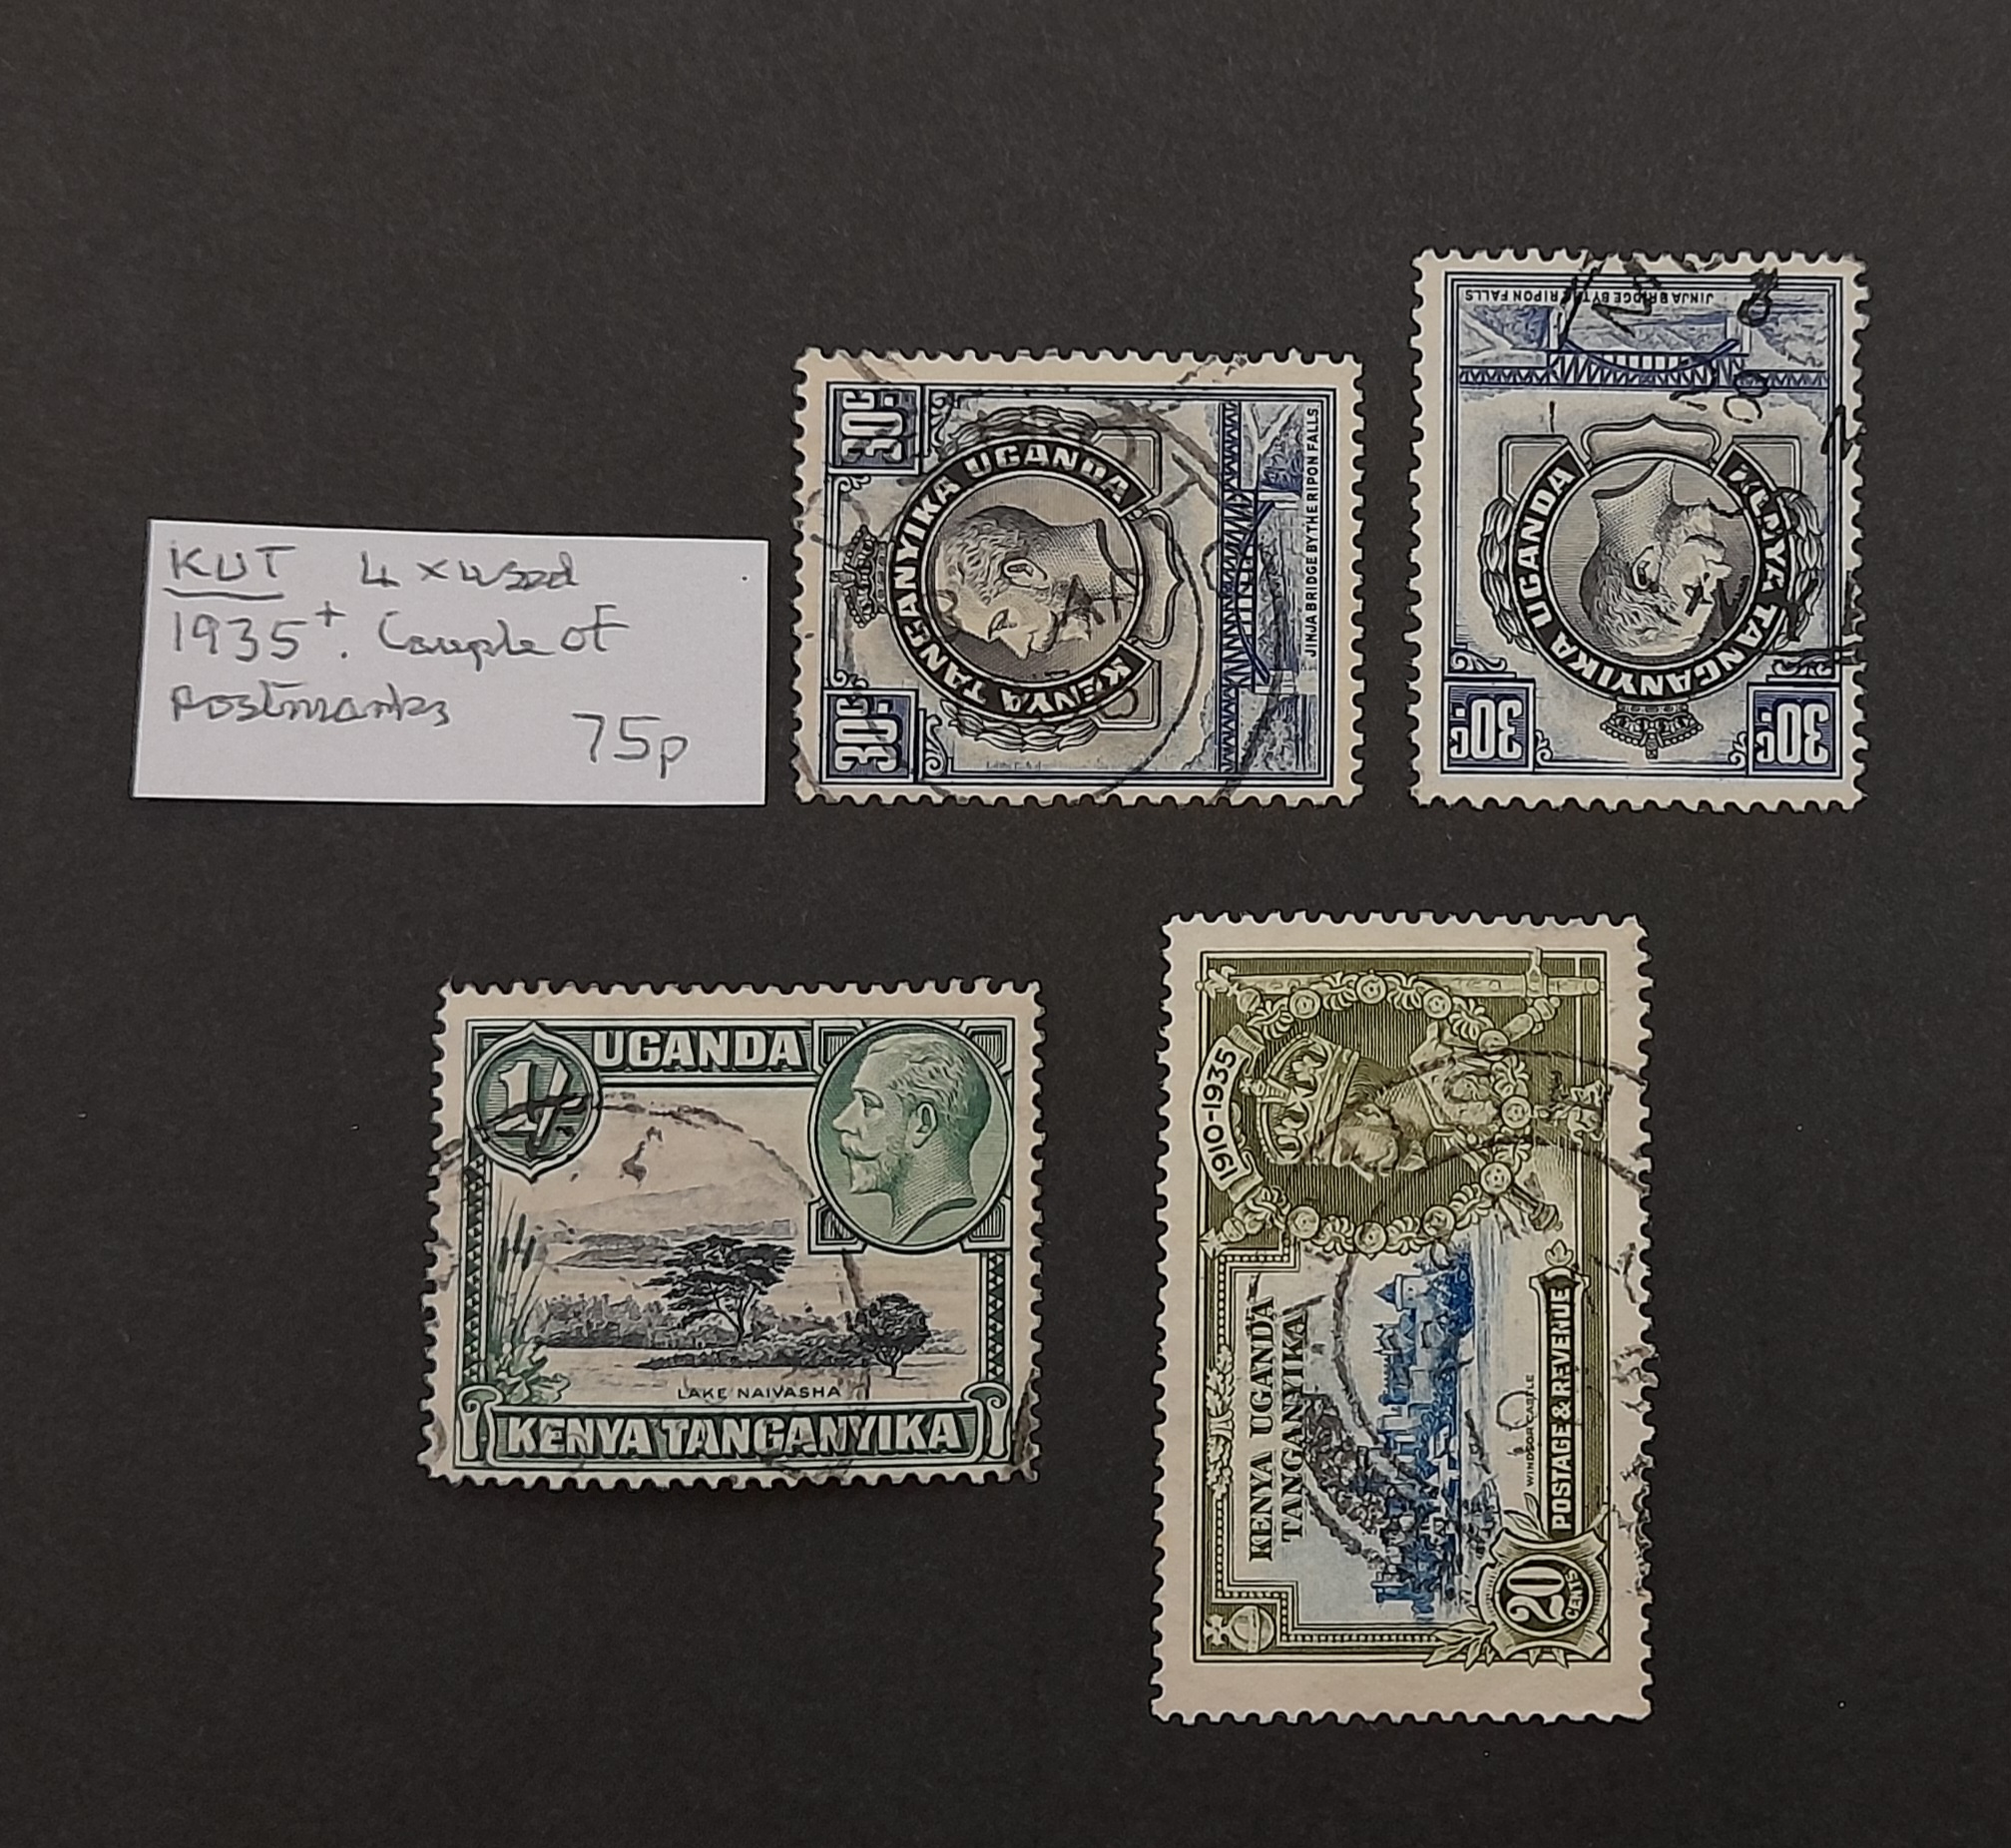 KUT 4 x used
1935+. Couple of
Postmarks
75p
30c
30c
KENYA TANGANYIKA UGANDA
JINJA BRIDGE BY THE RIPON FALLS
JINJA BRIDGE BY THE RIPON FALLS
KENYA TANGANYIKA UGANDA
30c
30c
1/-
UGANDA
LAKE NAIVASHA
KENYA TANGANYIKA
1910-1935
KENYA UGANDA
TANGANYIKA
WINDSOR CASTLE
POSTAGE & REVENUE
20
CENTS